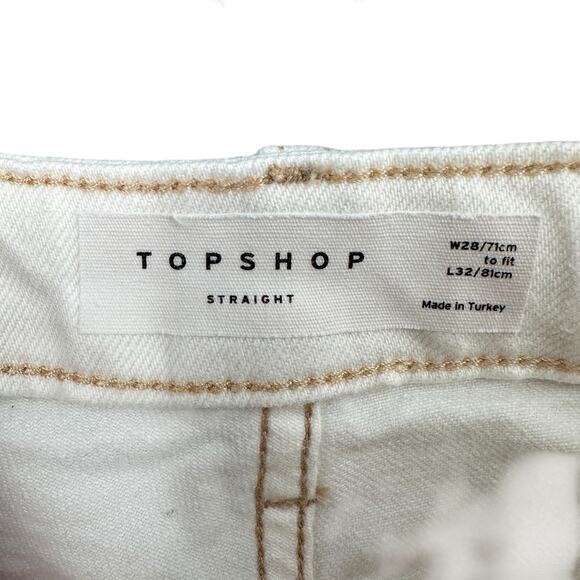 TOPSHOP
STRAIGHT
W28/71cm
to fit
L32/81cm
Made in Turkey